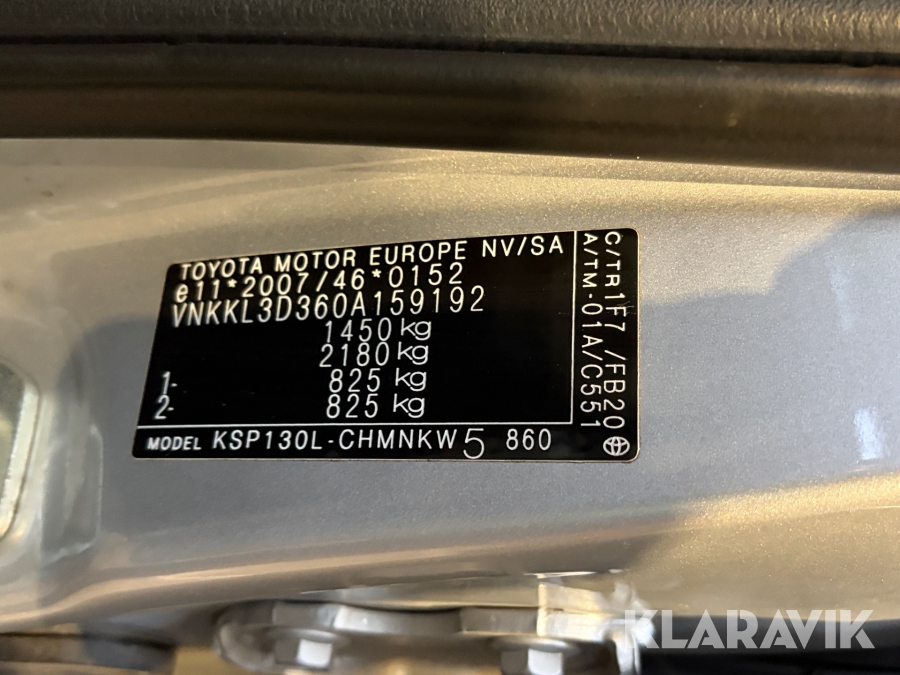 TOYOTA MOTOR EUROPE NV/SA
e11*2007/46*0152
VNKKL3D360A159192
1450 kg
2180 kg
1- 825 kg
2- 825 kg
MODEL KSP130L-CHMNKW5 860
C/TR1F7 /FB20
A/TM-01A/C551
KLARAVIK